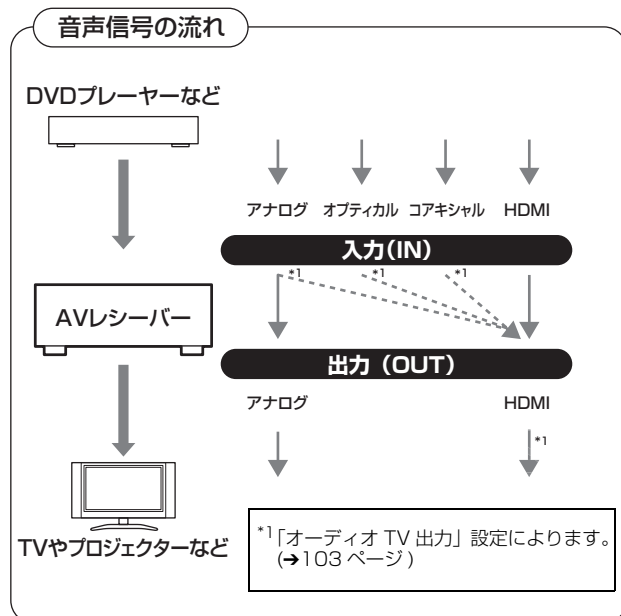 音声信号の流れ
DVDプレーヤーなど
アナログ オプティカル コアキシャル HDMI
入力(IN)
*1 *1 *1
AVレシーバー
出力（OUT）
アナログ HDMI
*1
TVやプロジェクターなど
*1「オーディオ TV 出力」設定によります。
(➔103 ページ)